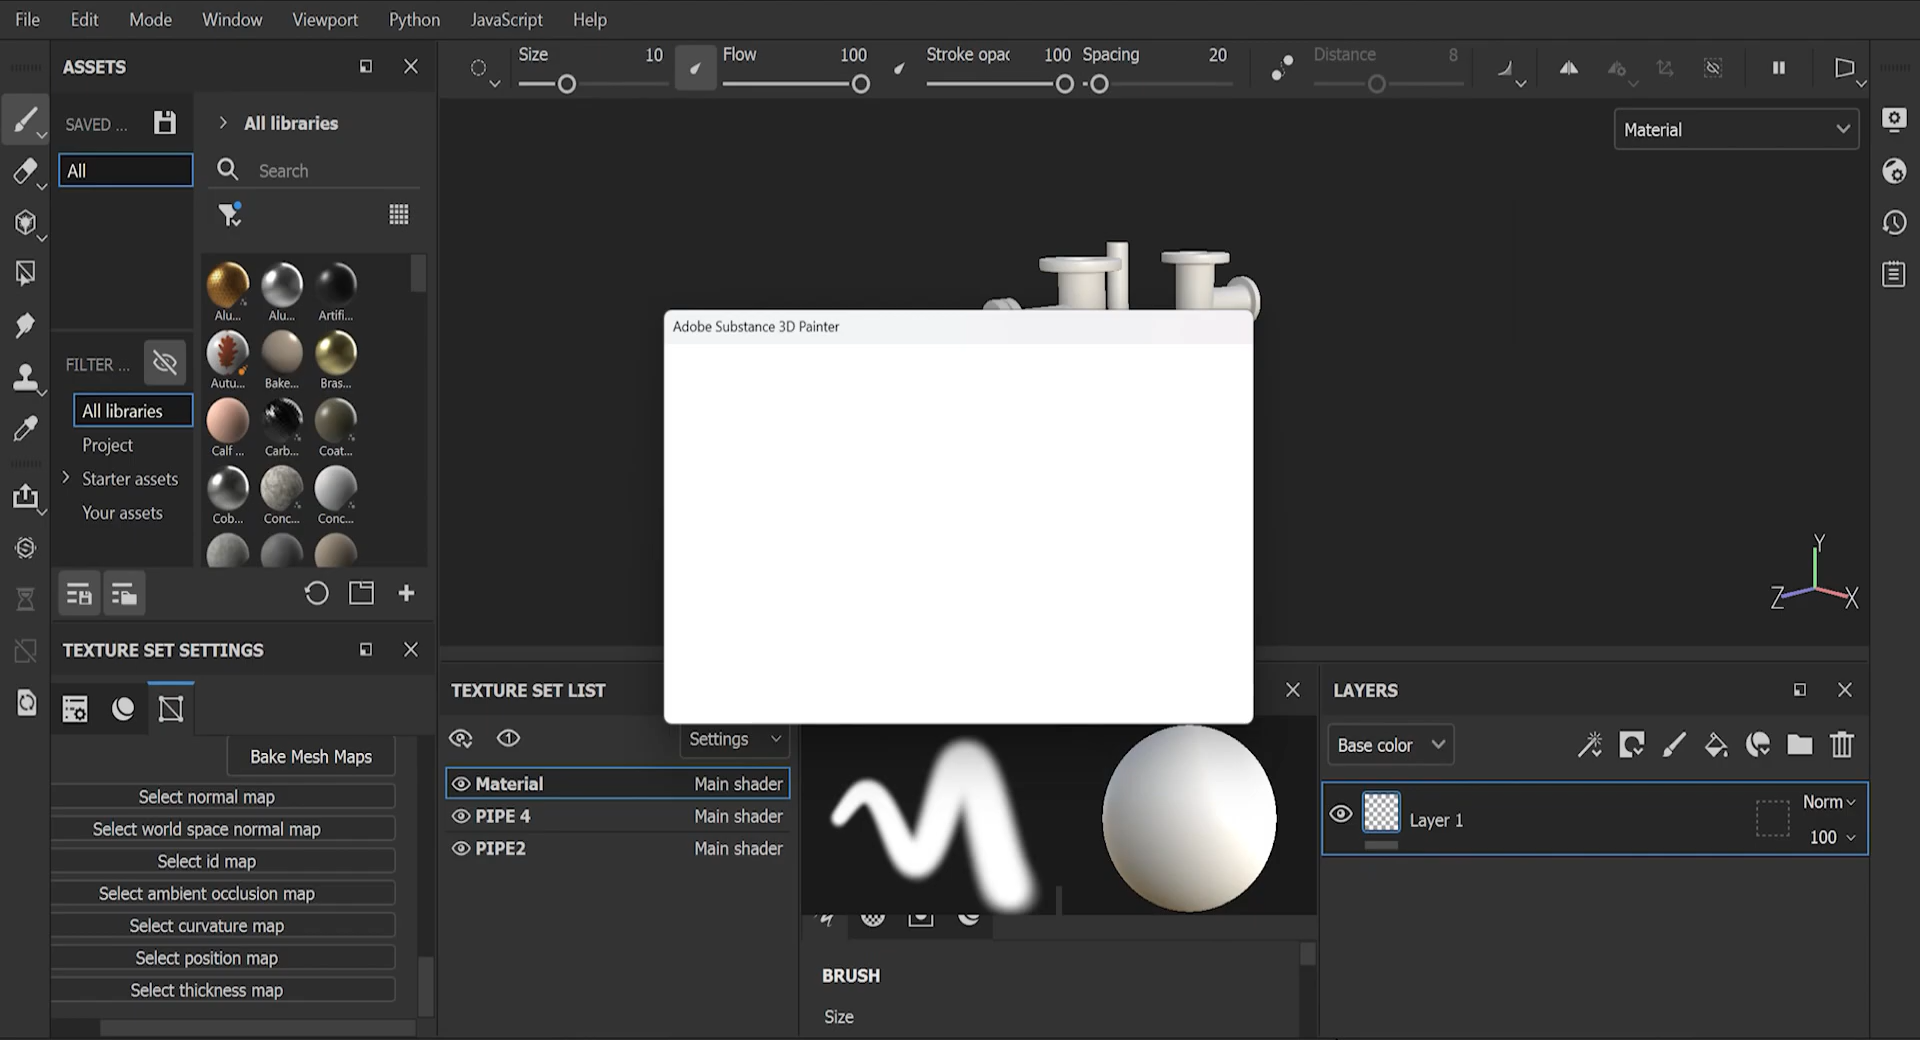 File Edit Mode Window Viewport Python JavaScript Help
Size 10 Flow 100 Stroke opac 100 Spacing 20 Distance 8
ASSETS
SAVED ...
All
All libraries
Search
Material
Alu... Alu... Artifi...
Autu... Bake... Bras...
Calf ... Carb... Coat...
Cob... Conc... Conc...
FILTER ...
All libraries
Project
Starter assets
Your assets
Adobe Substance 3D Painter
Y
Z X
TEXTURE SET SETTINGS
Bake Mesh Maps
Select normal map
Select world space normal map
Select id map
Select ambient occlusion map
Select curvature map
Select position map
Select thickness map
TEXTURE SET LIST
1
Settings
Material Main shader
PIPE 4 Main shader
PIPE2 Main shader
BRUSH
Size
LAYERS
Base color
Layer 1
Norm
100